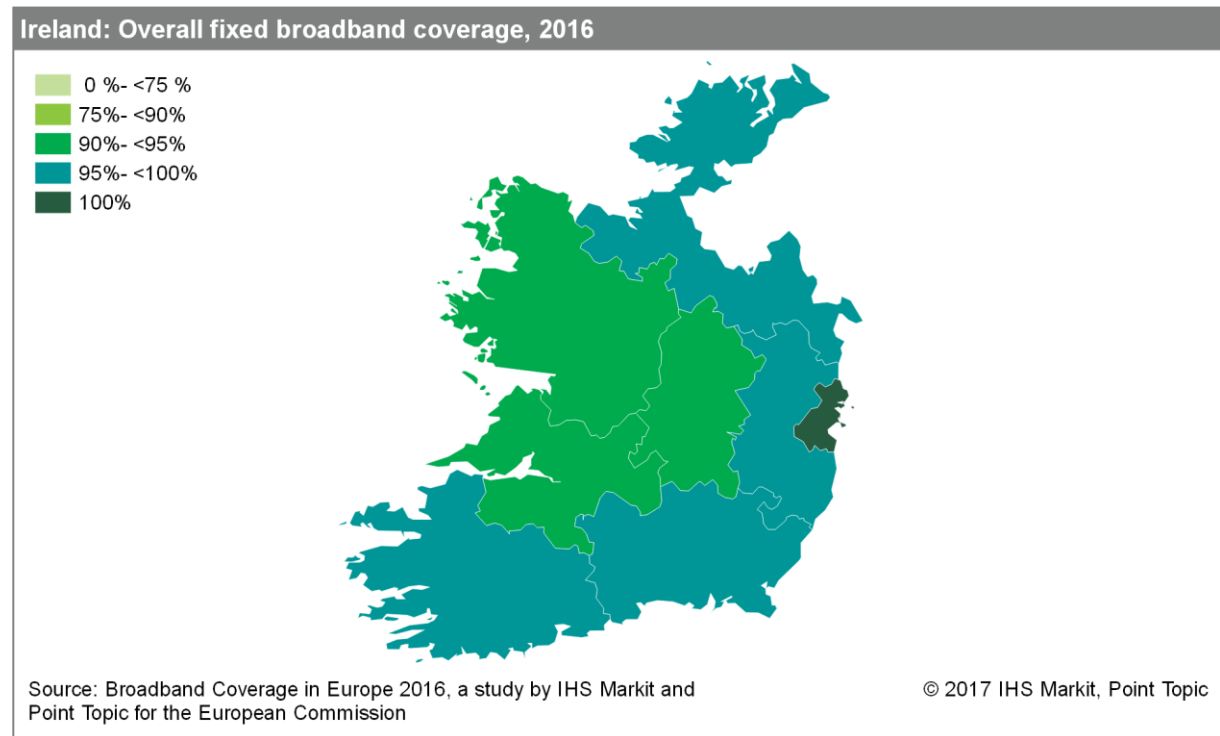 Ireland: Overall fixed broadband coverage, 2016
0 %- <75 %
75%- <90%
90%- <95%
95%- <100%
100%
Source: Broadband Coverage in Europe 2016, a study by IHS Markit and
Point Topic for the European Commission
© 2017 IHS Markit, Point Topic